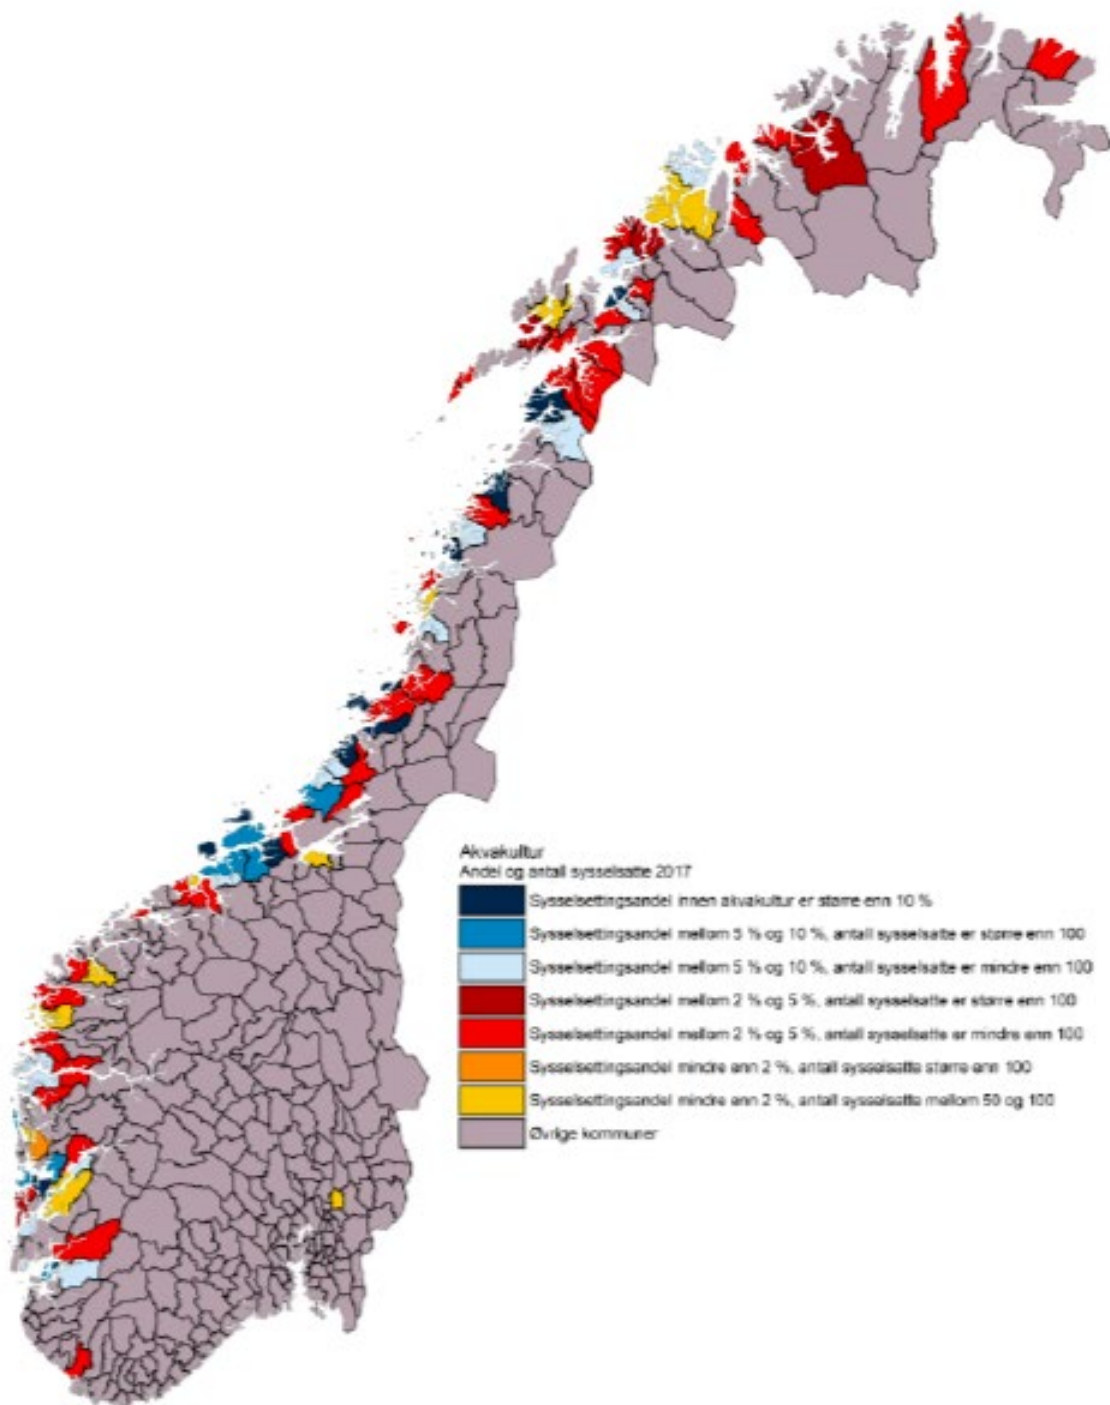 Akvakultur
Andel og antall sysselsatte 2017
Sysselsettingsandel innen akvakultur er større enn 10 %
Sysselsettingsandel mellom 5 % og 10 %, antall sysselsatte er større enn 100
Sysselsettingsandel mellom 5 % og 10 %, antall sysselsatte er mindre enn 100
Sysselsettingsandel mellom 2 % og 5 %, antall sysselsatte er større enn 100
Sysselsettingsandel mellom 2 % og 5 %, antall sysselsatte er mindre enn 100
Sysselsettingsandel mindre enn 2 %, antall sysselsatte større enn 100
Sysselsettingsandel mindre enn 2 %, antall sysselsatte mellom 50 og 100
Øvrige kommuner